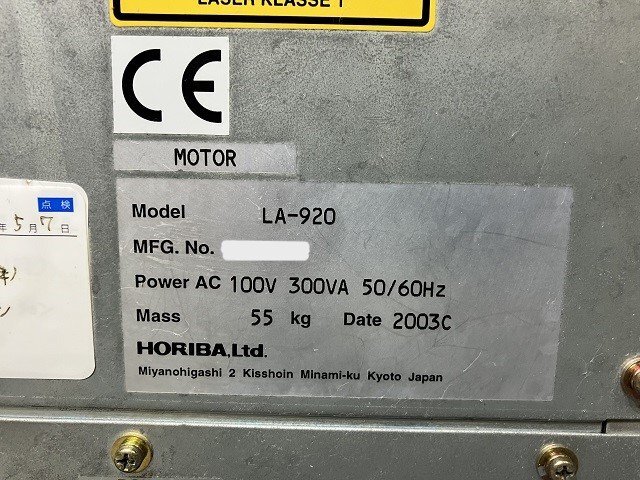 LASER KLASSE 1
CE
MOTOR
Model LA-920
MFG. No.
Power AC 100V 300VA 50/60Hz
Mass 55 kg Date 2003C
HORIBA,Ltd.
Miyanohigashi 2 Kisshoin Minami-ku Kyoto Japan
点検
年5月7日